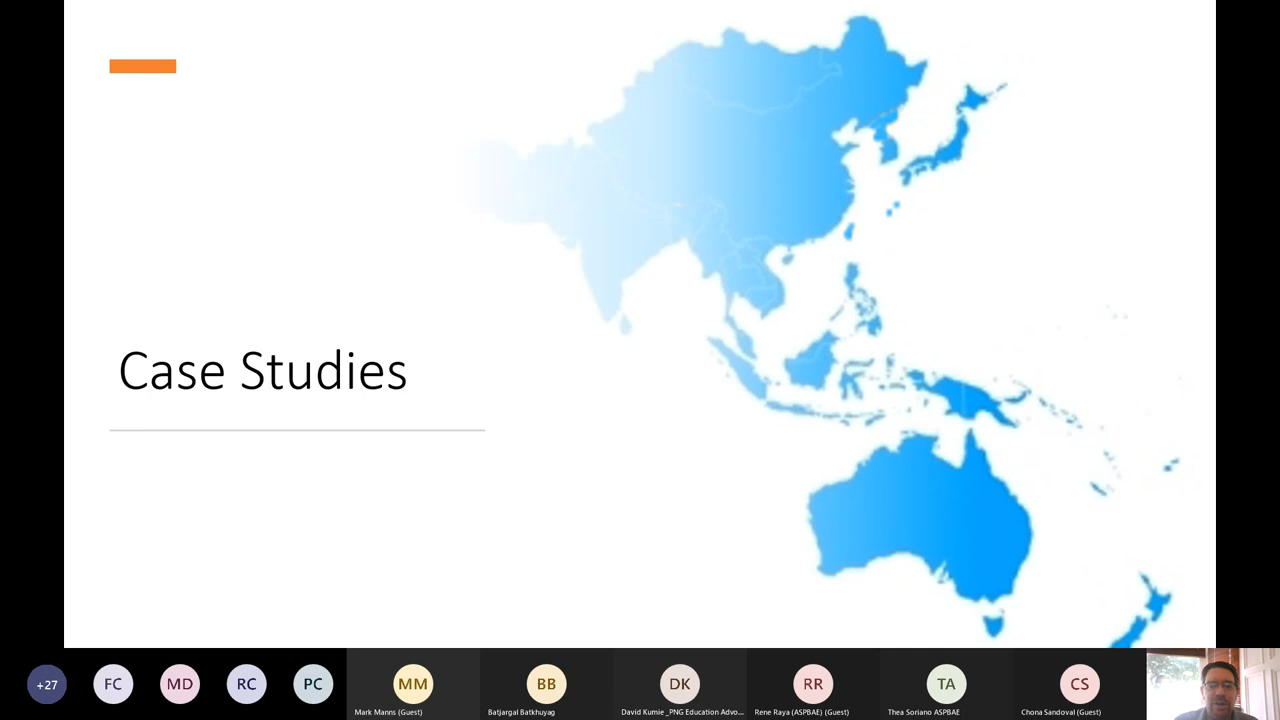 Case Studies
+27
FC
MD
RC
PC
MM
BB
DK
RR
TA
CS
Mark Manns (Guest)
Batjargal Batkhuyag
David Kumie _PNG Education Advo...
Rene Raya (ASPBAE) (Guest)
Thea Soriano ASPBAE
Chona Sandoval (Guest)